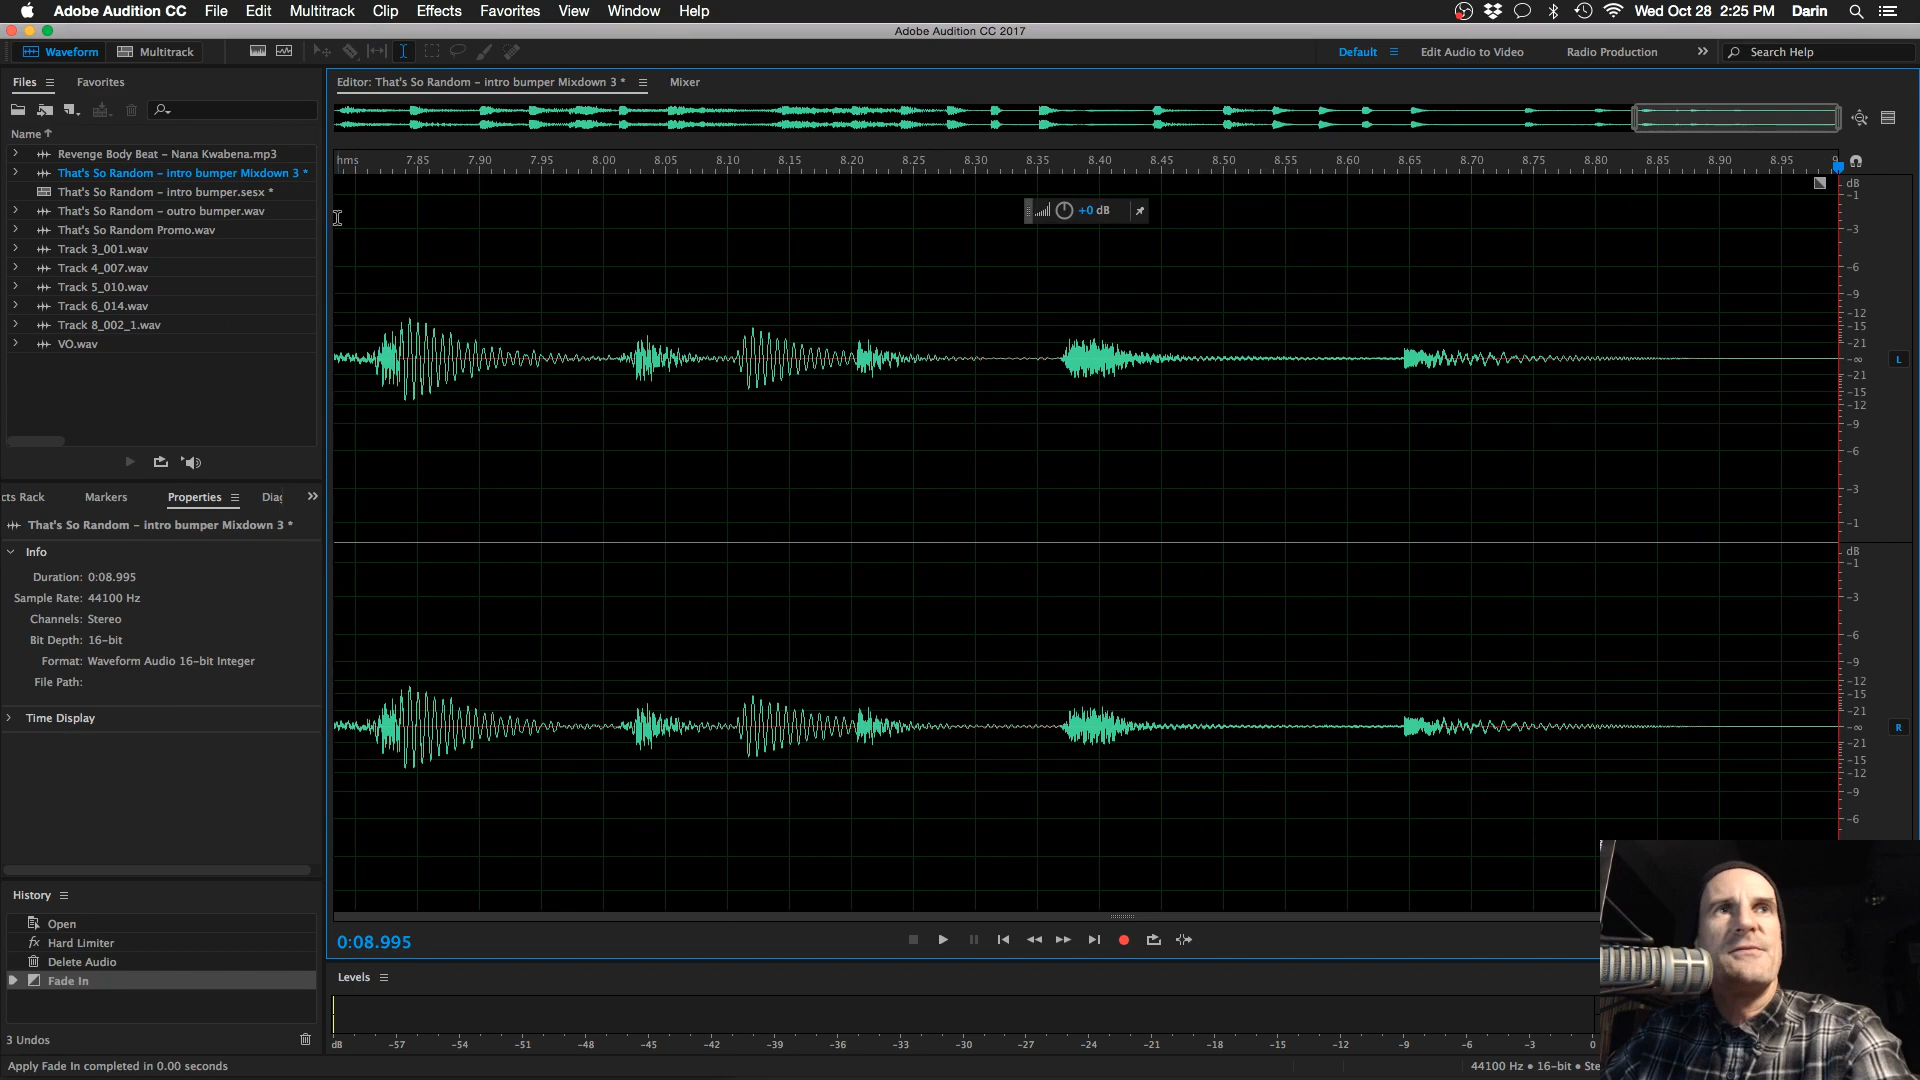 Adobe Audition CC File Edit Multitrack Clip Effects Favorites View Window Help Wed Oct 28 2:25 PM Darin
Adobe Audition CC 2017
Waveform Multitrack Default Edit Audio to Video Radio Production >> Search Help
Files Favorites
Editor: That's So Random – intro bumper Mixdown 3 * Mixer
Name
Revenge Body Beat – Nana Kwabena.mp3
That's So Random – intro bumper Mixdown 3 *
That's So Random – intro bumper.sesx *
That's So Random – outro bumper.wav
That's So Random Promo.wav
Track 3_001.wav
Track 4_007.wav
Track 5_010.wav
Track 6_014.wav
Track 8_002_1.wav
VO.wav
hms 7.85 7.90 7.95 8.00 8.05 8.10 8.15 8.20 8.25 8.30 8.35 8.40 8.45 8.50 8.55 8.60 8.65 8.70 8.75 8.80 8.85 8.90 8.95 9
+0 dB
dB
-1
-3
-6
-9
-12
-15
-21
-∞
-21
-15
-12
-9
-6
-3
-1
L
dB
-1
-3
-6
-9
-12
-15
-21
-∞
-21
-15
-12
-9
-6
R
cts Rack Markers Properties Diag >>
That's So Random – intro bumper Mixdown 3 *
Info
Duration: 0:08.995
Sample Rate: 44100 Hz
Channels: Stereo
Bit Depth: 16-bit
Format: Waveform Audio 16-bit Integer
File Path:
Time Display
History
Open
fx Hard Limiter
Delete Audio
Fade In
3 Undos
0:08.995
Levels
dB -57 -54 -51 -48 -45 -42 -39 -36 -33 -30 -27 -24 -21 -18 -15 -12 -9 -6 -3 0
Apply Fade In completed in 0.00 seconds
44100 Hz • 16-bit • Ste